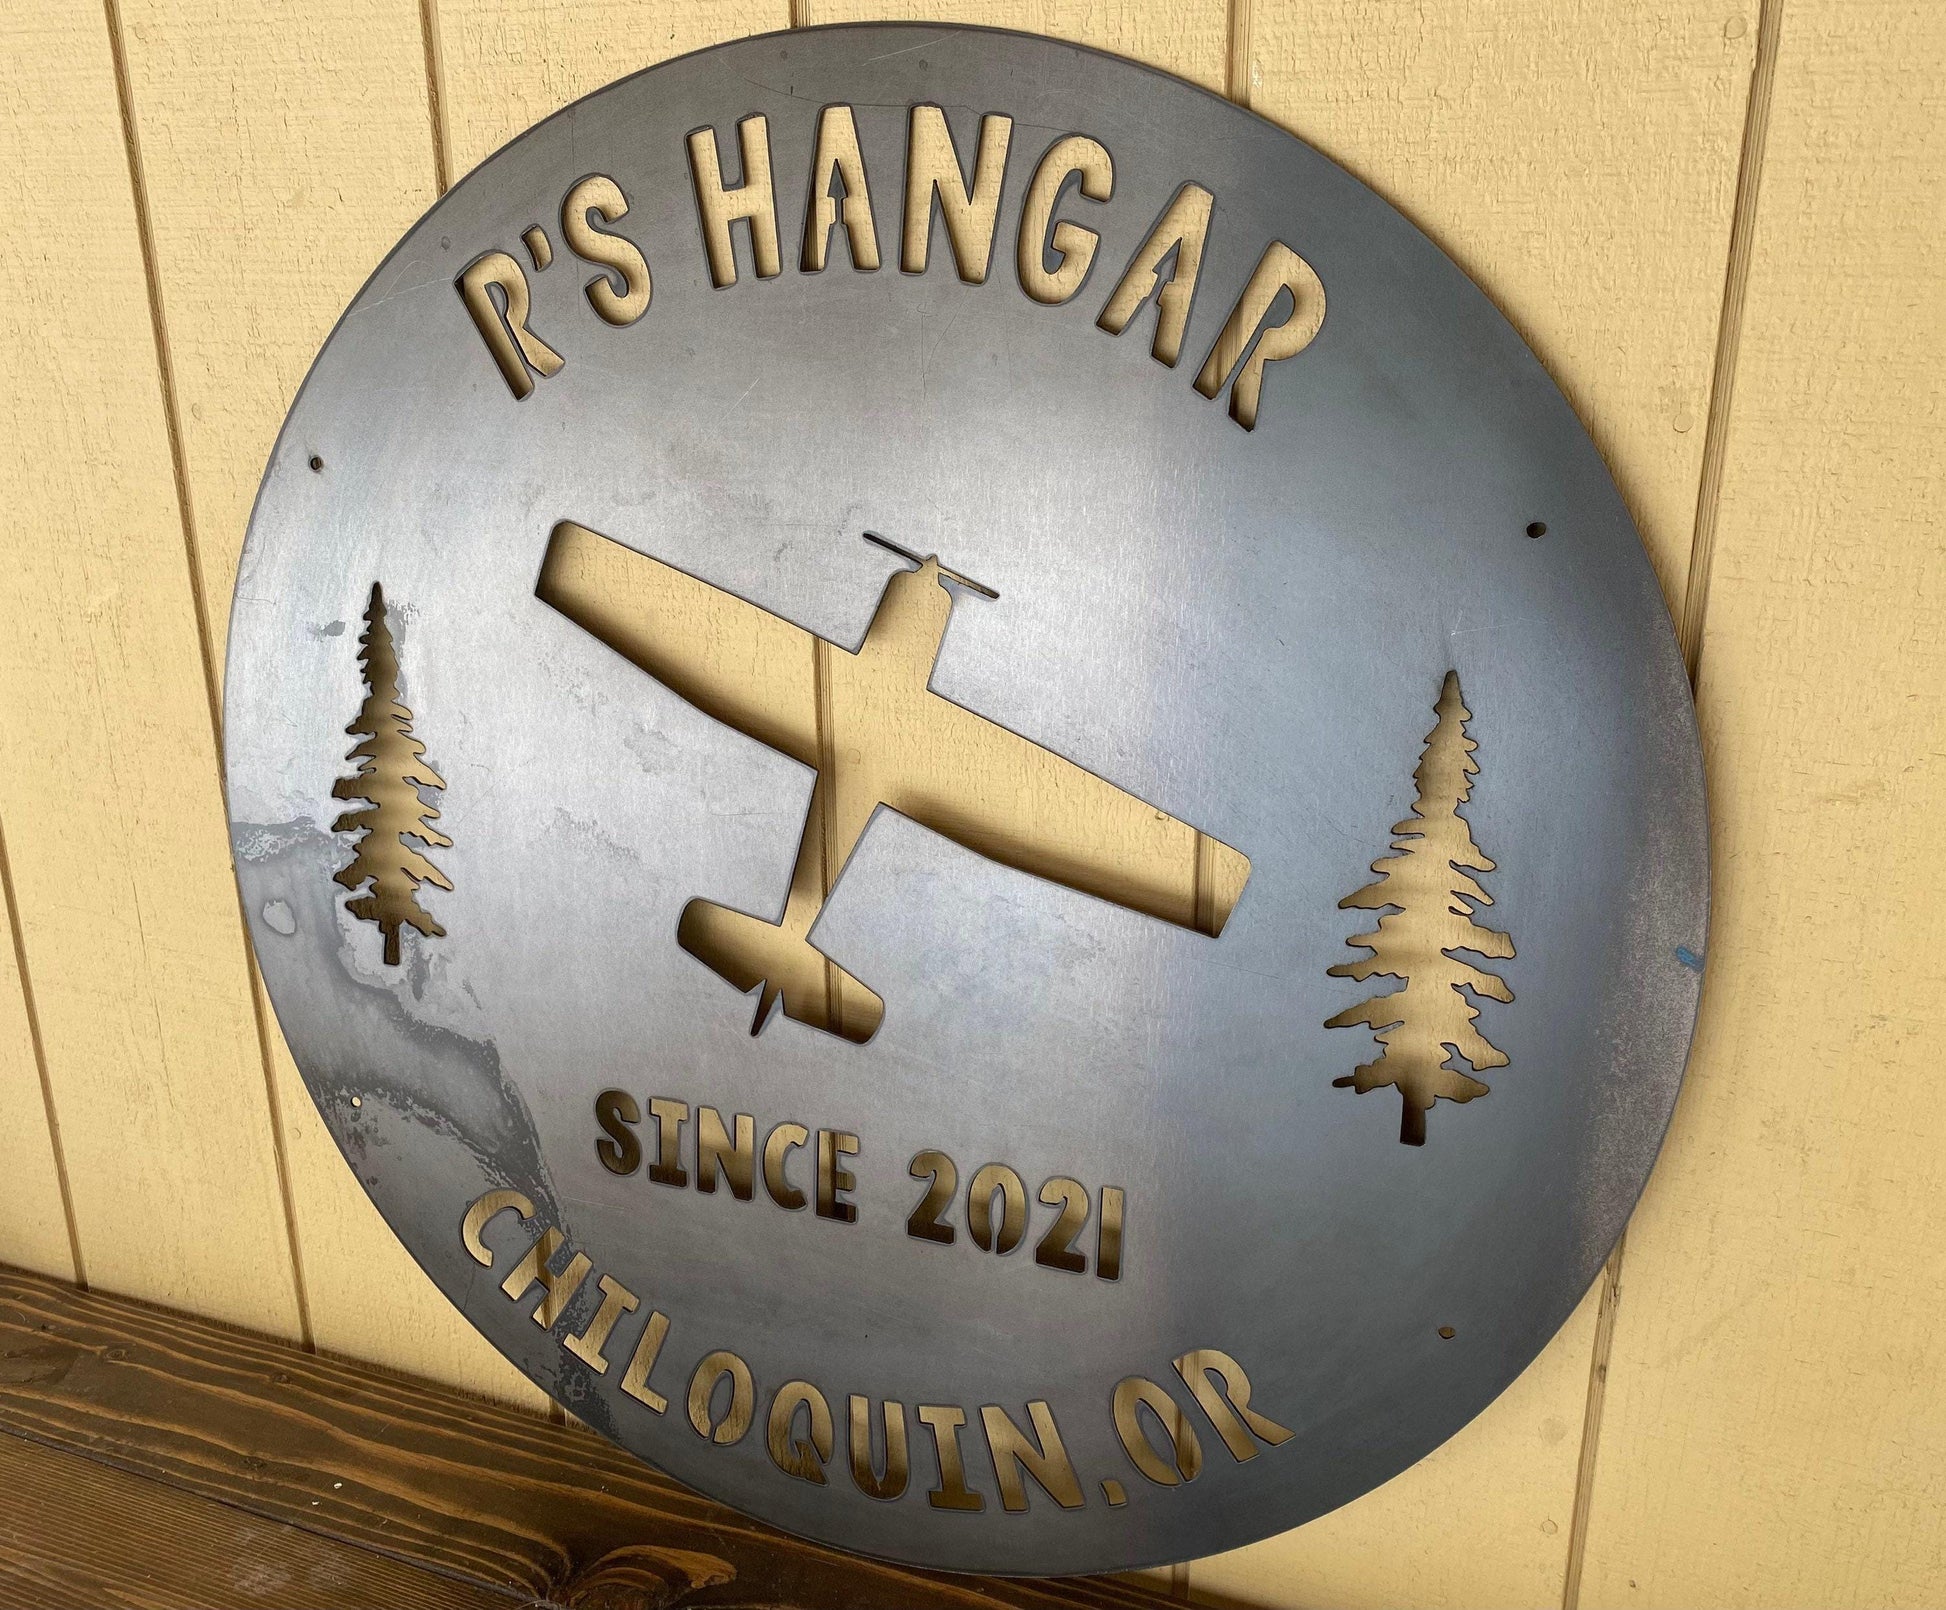 R'S HANGAR
SINCE 2021
CHILOQUIN, OR